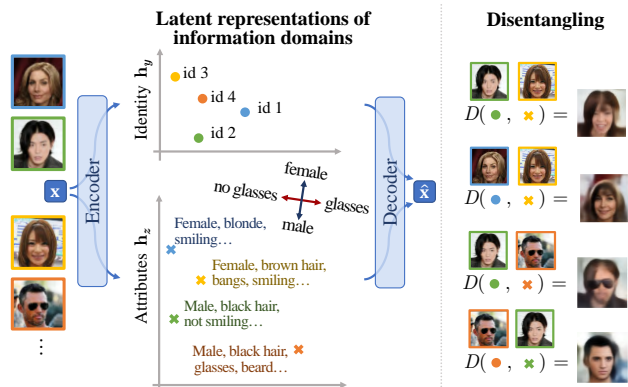 Latent representations of
information domains
Disentangling
Identity h_y
id 3
id 4
id 1
id 2
x
Encoder
Decoder
x̂
female
no glasses
glasses
male
Attributes h_z
Female, blonde,
smiling...
Female, brown hair,
bangs, smiling...
Male, black hair,
not smiling...
Male, black hair,
glasses, beard...
⋮
D(●, ✖) =
D(●, ✖) =
D(●, ✖) =
D(●, ✖) =